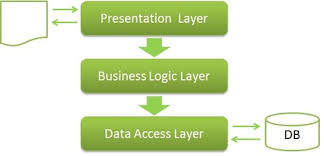 Presentation Layer
Business Logic Layer
Data Access Layer
DB